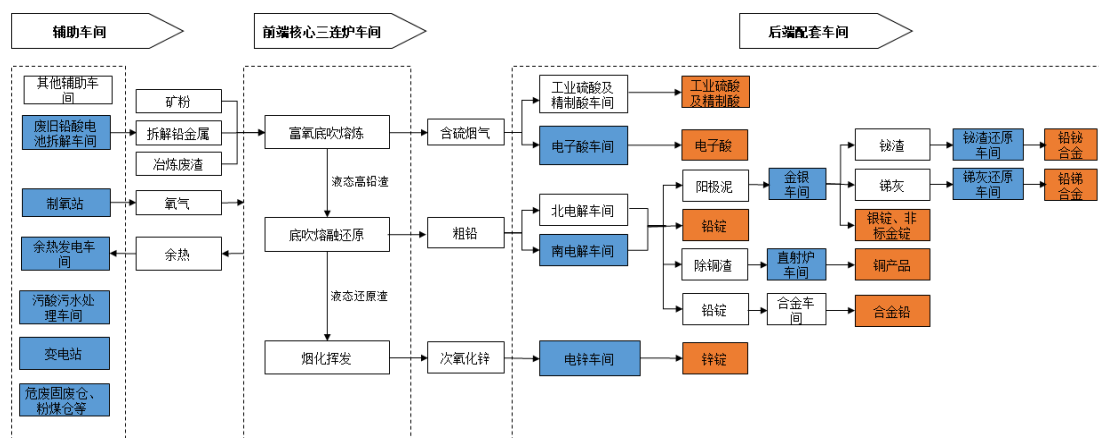 辅助车间
前端核心三连炉车间
后端配套车间
其他辅助车
间
废旧铅酸电
池拆解车间
制氧站
余热发电车
间
污酸污水处
理车间
变电站
危废固废仓、
粉煤仓等
矿粉
拆解铅金属
冶炼废渣
氧气
余热
富氧底吹熔炼
液态高铅渣
底吹熔融还原
液态还原渣
烟化挥发
含硫烟气
粗铅
次氧化锌
工业硫酸及
精制酸车间
电子酸车间
北电解车间
南电解车间
电锌车间
工业硫酸
及精制酸
电子酸
阳极泥
铅锭
除铜渣
铅锭
锌锭
金银
车间
直射炉
车间
合金车
间
铋渣
锑灰
银锭、非
标金锭
铜产品
合金铅
铋渣还原
车间
锑灰还原
车间
铅铋
合金
铅锑
合金